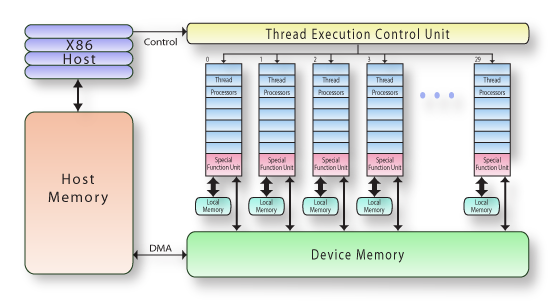 X86
Host
Control
Thread Execution Control Unit
0
1
2
3
29
Thread
Processors
Thread
Processors
Thread
Processors
Thread
Processors
Thread
Processors
Special
Function Unit
Special
Function Unit
Special
Function Unit
Special
Function Unit
Special
Function Unit
Local
Memory
Local
Memory
Local
Memory
Local
Memory
Local
Memory
Host
Memory
DMA
Device Memory